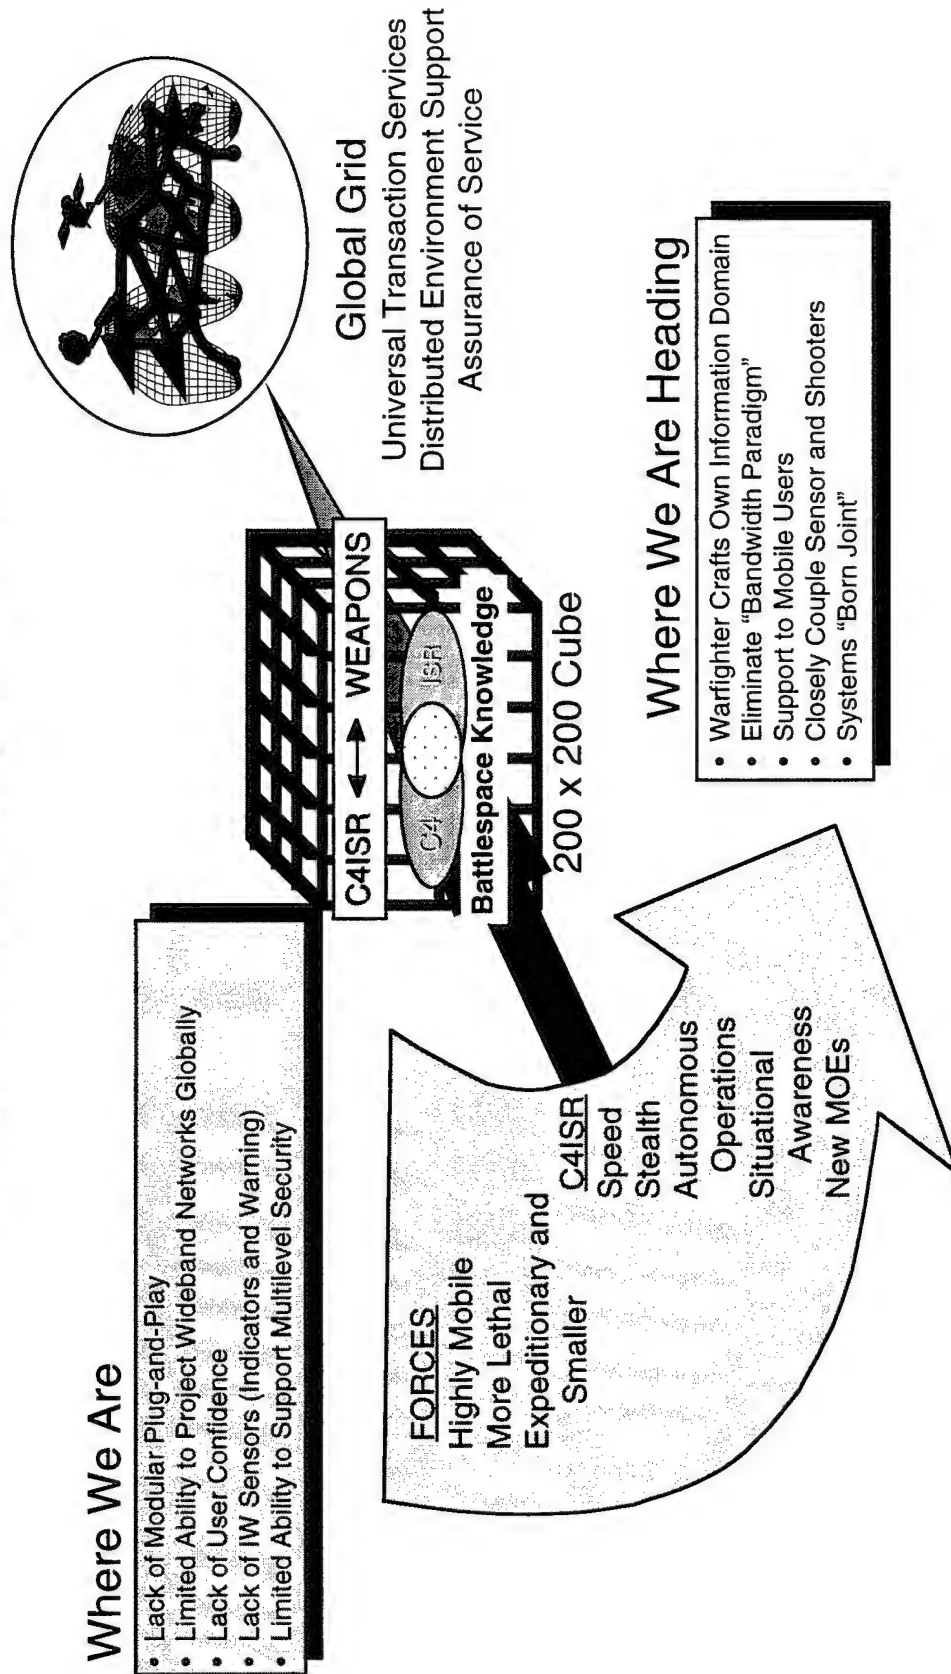 Where We Are
• Lack of Modular Plug-and-Play
• Limited Ability to Project Wideband Networks Globally
• Lack of User Confidence
• Lack of IW Sensors (Indicators and Warning)
• Limited Ability to Support Multilevel Security
C4ISR ↔ WEAPONS
C4 ISR
Battlespace Knowledge
200 x 200 Cube
Global Grid
Universal Transaction Services
Distributed Environment Support
Assurance of Service
FORCES
Highly Mobile
More Lethal
Expeditionary and
Smaller
C4ISR
Speed
Stealth
Autonomous
Operations
Situational
Awareness
New MOEs
Where We Are Heading
• Warfighter Crafts Own Information Domain
• Eliminate “Bandwidth Paradigm”
• Support to Mobile Users
• Closely Couple Sensor and Shooters
• Systems “Born Joint”